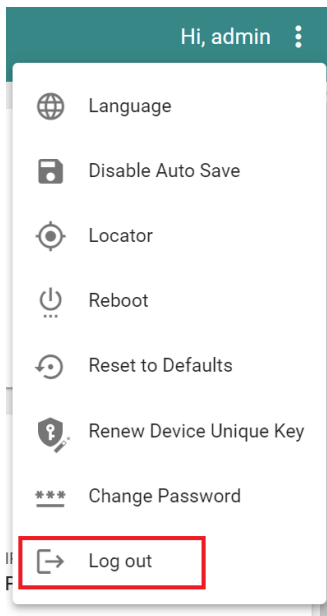 Hi, admin
Language
Disable Auto Save
Locator
Reboot
Reset to Defaults
Renew Device Unique Key
***
Change Password
Log out